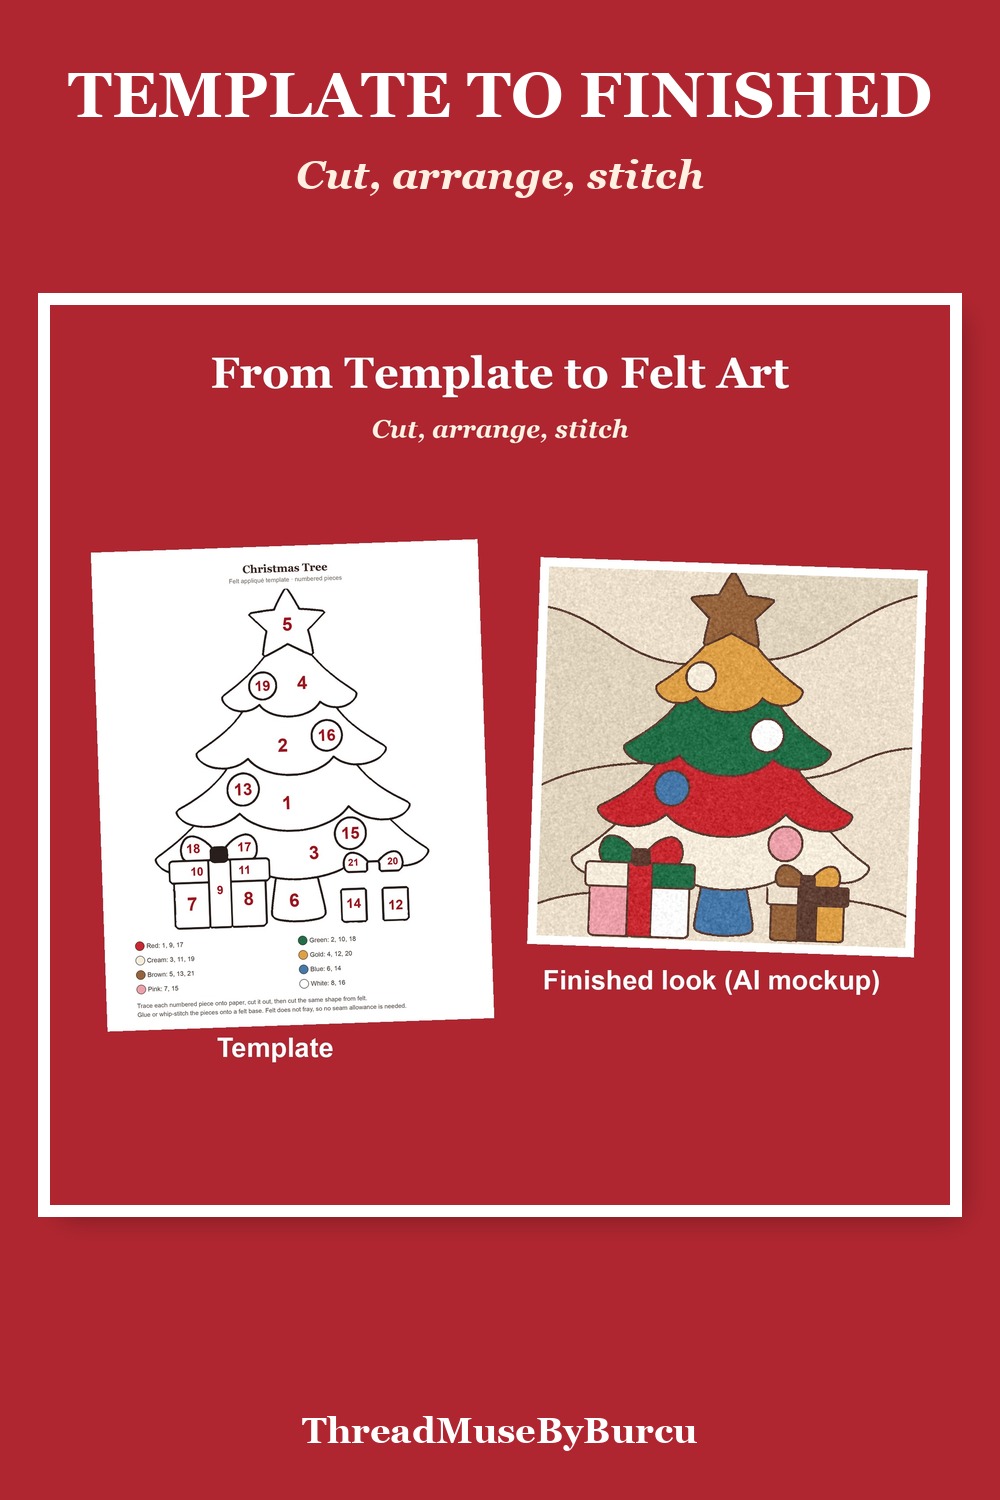 TEMPLATE TO FINISHED
Cut, arrange, stitch
From Template to Felt Art
Cut, arrange, stitch
Christmas Tree
Felt appliqué template · numbered pieces
5
19
4
16
2
13
1
15
3
18
17
21
20
10
11
9
7
8
6
14
12
Red: 1, 9, 17
Green: 2, 10, 18
Cream: 3, 11, 19
Gold: 4, 12, 20
Brown: 5, 13, 21
Blue: 6, 14
Pink: 7, 15
White: 8, 16
Trace each numbered piece onto paper, cut it out, then cut the same shape from felt.
Glue or whip-stitch the pieces onto a felt base. Felt does not fray, so no seam allowance is needed.
Template
Finished look (AI mockup)
ThreadMuseByBurcu